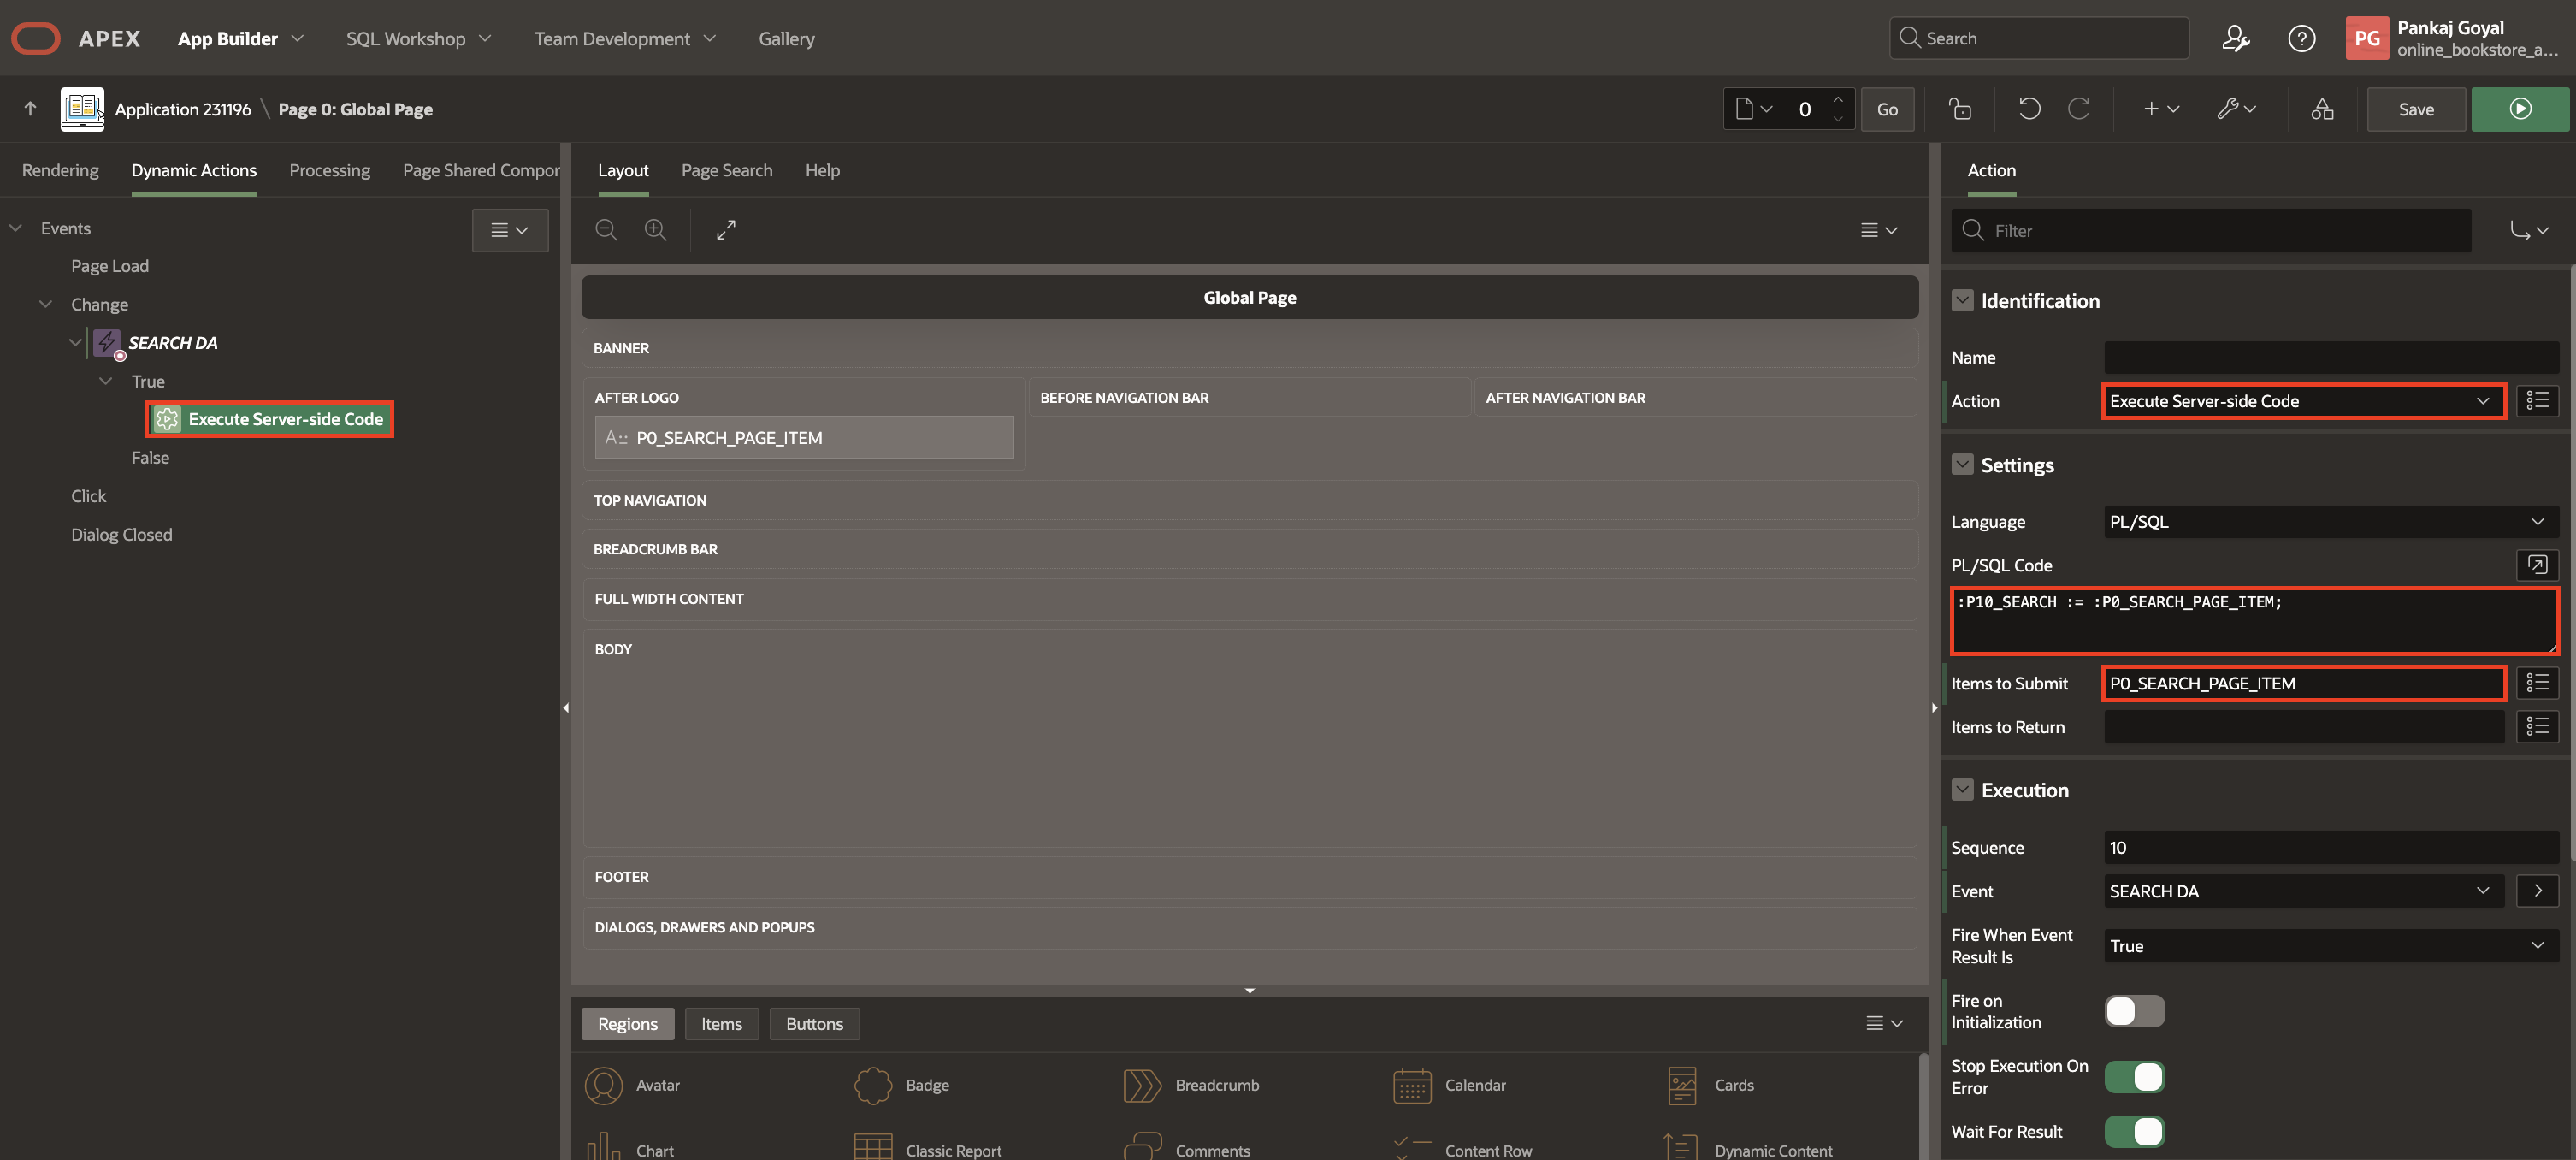 APEX App Builder SQL Workshop Team Development Gallery Search PG Pankaj Goyal
online_bookstore_a...
Application 231196 \ Page 0: Global Page 0 Go Save
Rendering Dynamic Actions Processing Page Shared Compor
Events
Page Load
Change
SEARCH DA
True
Execute Server-side Code
False
Click
Dialog Closed
Layout Page Search Help
Global Page
BANNER
AFTER LOGO BEFORE NAVIGATION BAR AFTER NAVIGATION BAR
P0_SEARCH_PAGE_ITEM
TOP NAVIGATION
BREADCRUMB BAR
FULL WIDTH CONTENT
BODY
FOOTER
DIALOGS, DRAWERS AND POPUPS
Regions Items Buttons
Avatar Badge Breadcrumb Calendar Cards
Chart Classic Report Comments Content Row Dynamic Content
Action
Filter
Identification
Name
Action Execute Server-side Code
Settings
Language PL/SQL
PL/SQL Code
:P10_SEARCH := :P0_SEARCH_PAGE_ITEM;
Items to Submit P0_SEARCH_PAGE_ITEM
Items to Return
Execution
Sequence 10
Event SEARCH DA
Fire When Event
Result Is True
Fire on
Initialization
Stop Execution On
Error
Wait For Result